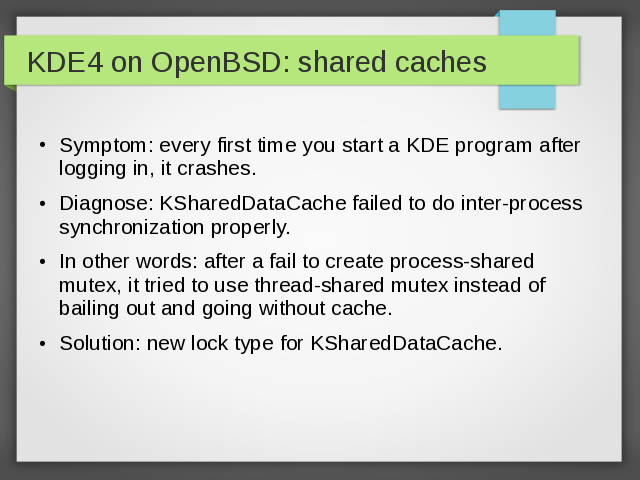 KDE4 on OpenBSD: shared caches
• Symptom: every first time you start a KDE program after
logging in, it crashes.
• Diagnose: KSharedDataCache failed to do inter-process
synchronization properly.
• In other words: after a fail to create process-shared
mutex, it tried to use thread-shared mutex instead of
bailing out and going without cache.
• Solution: new lock type for KSharedDataCache.